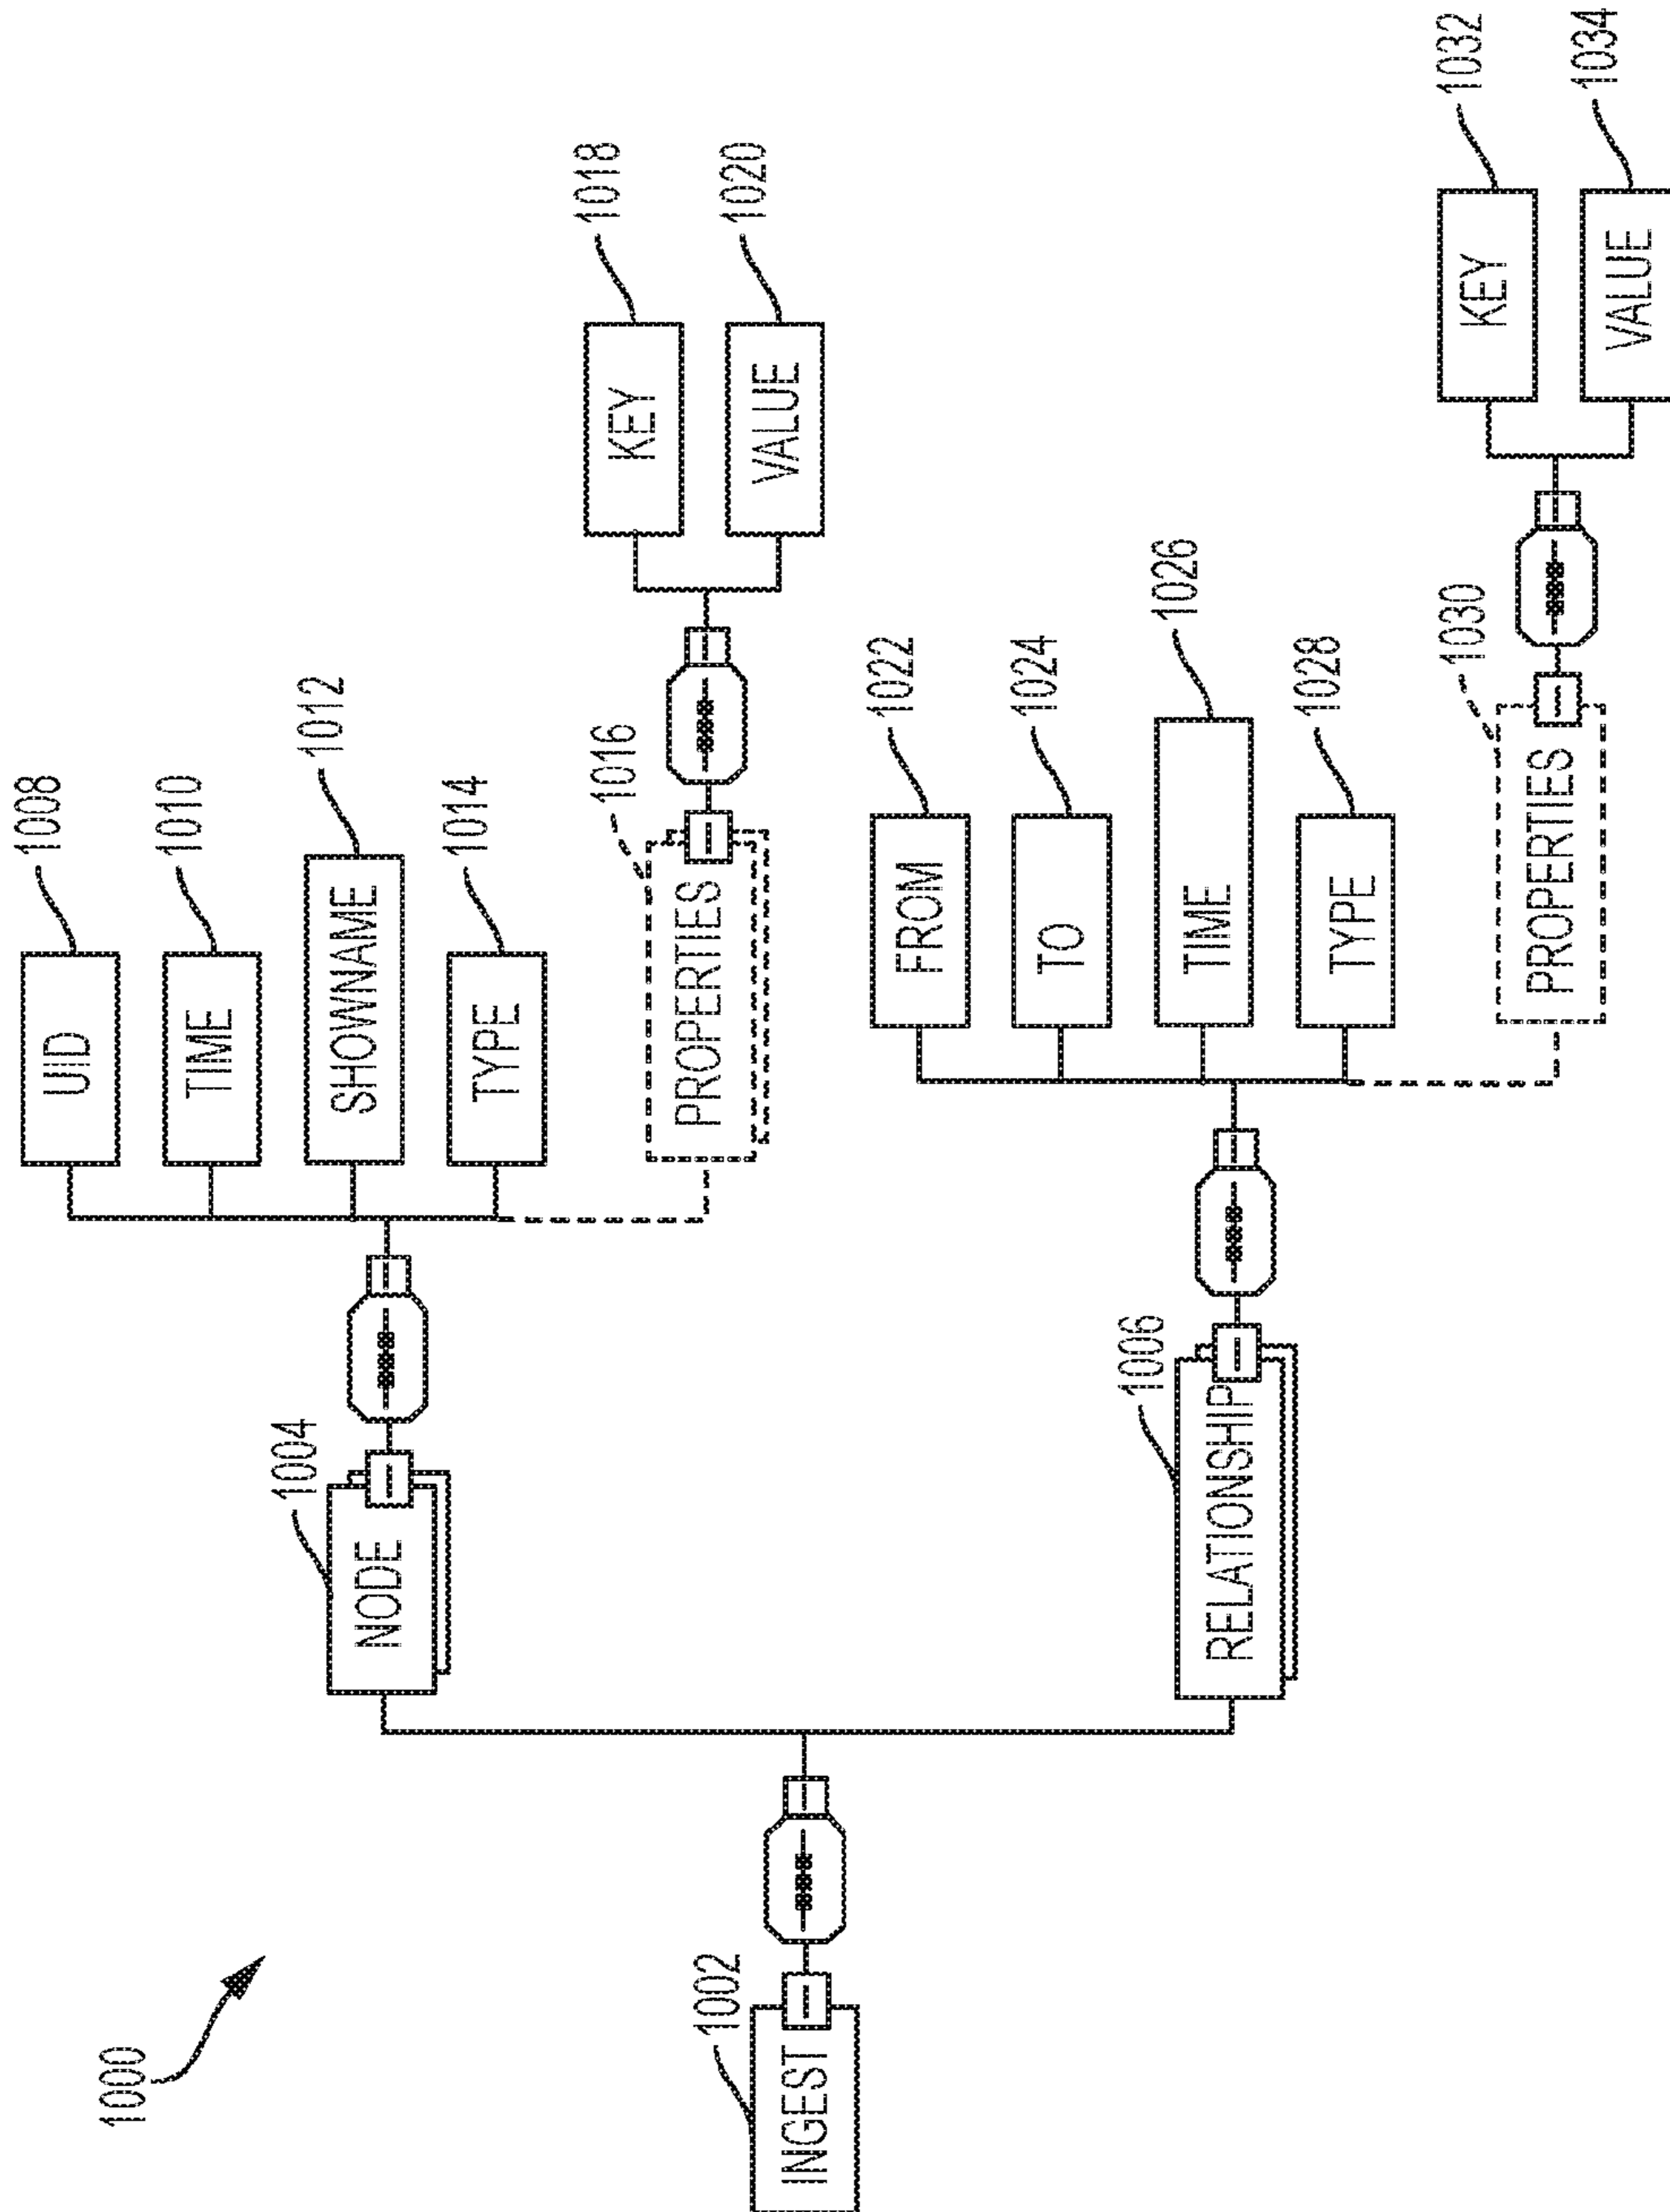 1000
1002
INGEST
1004
NODE
1006
RELATIONSHIP
1008
UID
1010
TIME
1012
SHOWNAME
1014
TYPE
1016
PROPERTIES
1018
KEY
1020
VALUE
1022
FROM
1024
TO
1026
TIME
1028
TYPE
1030
PROPERTIES
1032
KEY
1034
VALUE